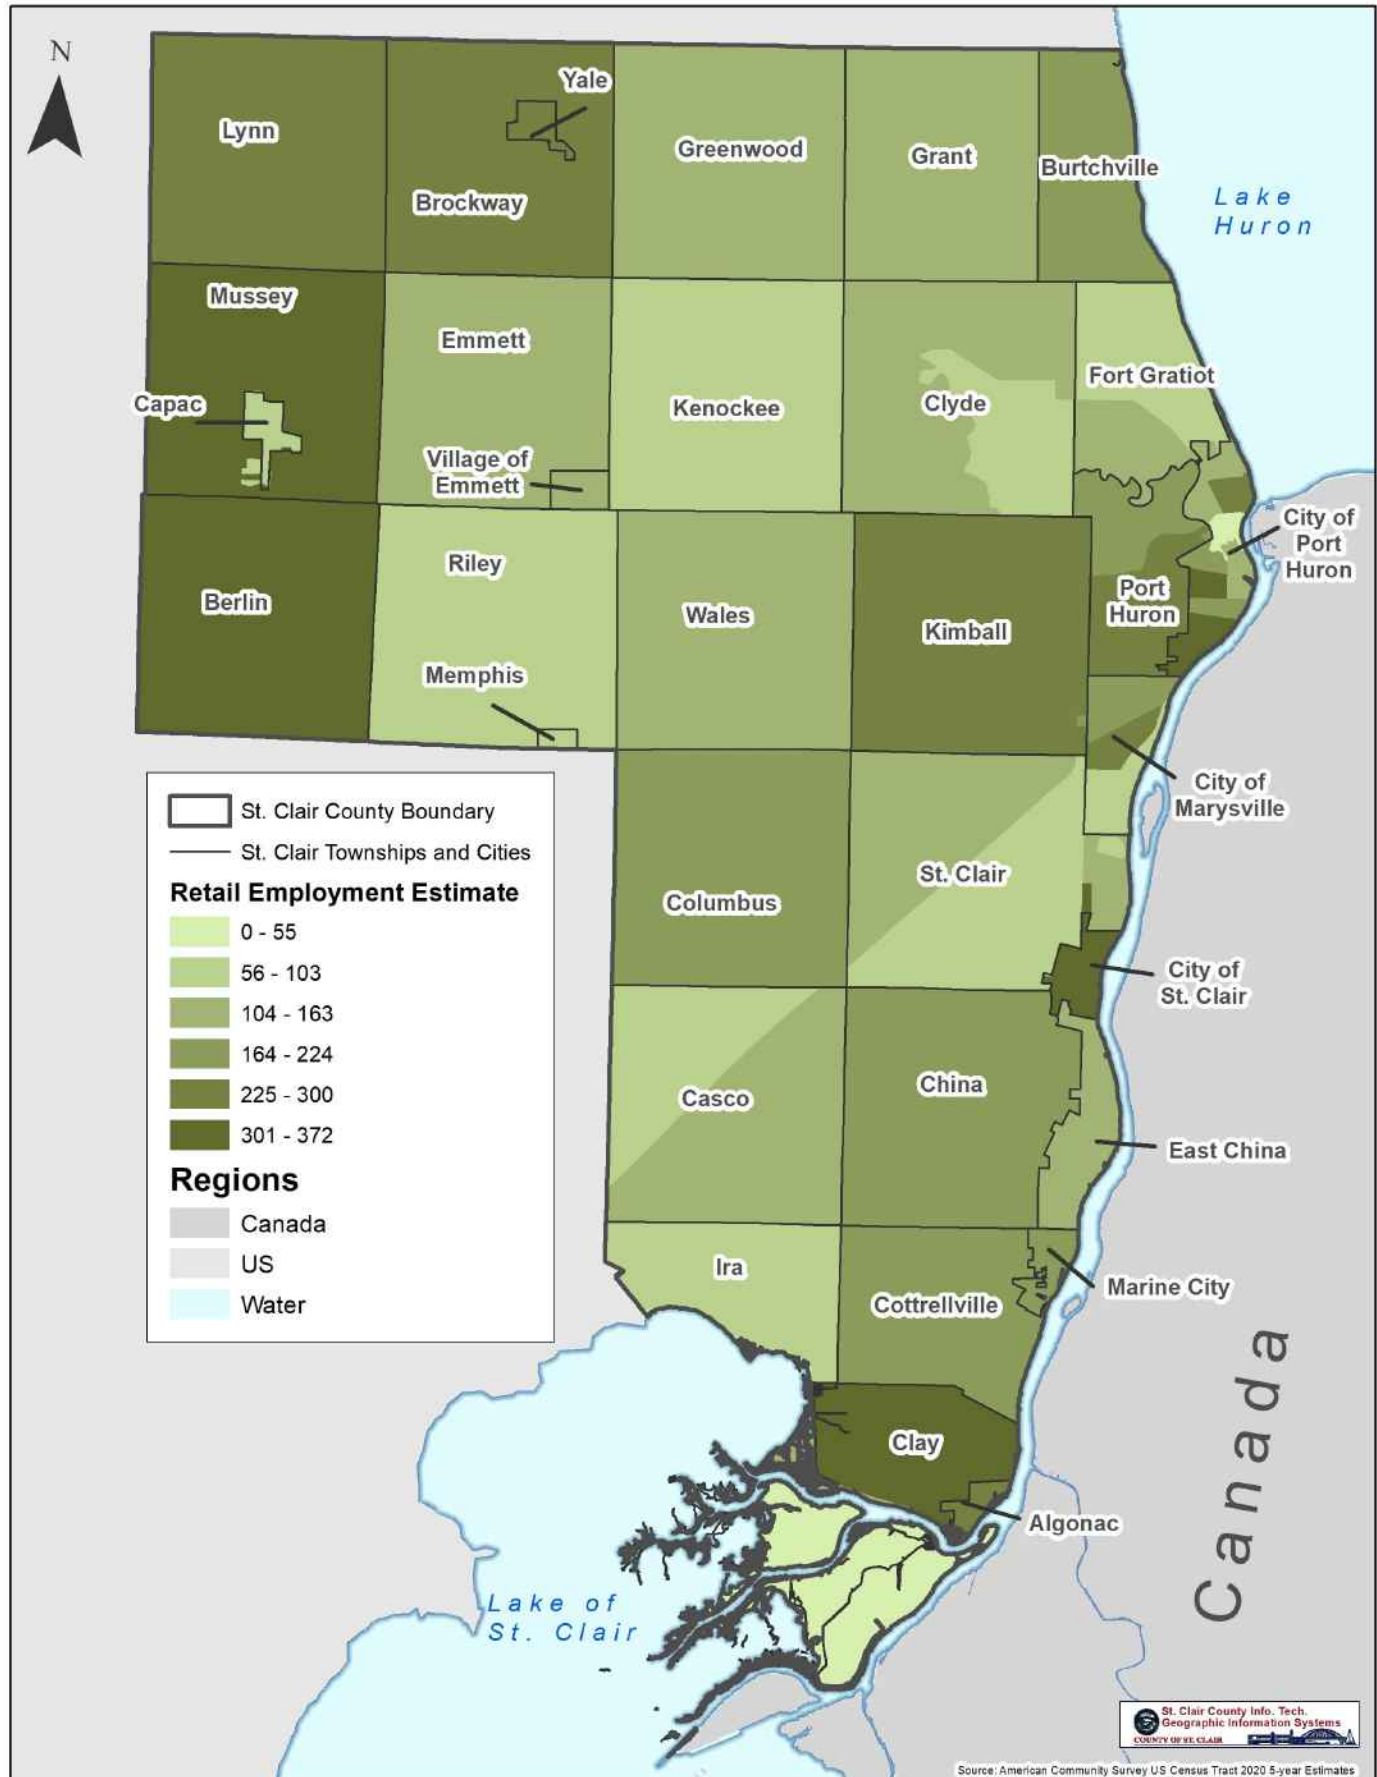 N
Yale
Lynn
Greenwood
Grant
Burtchville
Brockway
Lake
Huron
Mussey
Emmett
Fort Gratiot
Capac
Kenockee
Clyde
Village of
Emmett
City of
Port
Huron
Riley
Berlin
Wales
Kimball
Port
Huron
Memphis
City of
Marysville
St. Clair County Boundary
St. Clair Townships and Cities
Retail Employment Estimate
0 - 55
56 - 103
104 - 163
164 - 224
225 - 300
301 - 372
Regions
Canada
US
Water
St. Clair
Columbus
City of
St. Clair
China
Casco
East China
Ira
Marine City
Cottrellville
Canada
Clay
Algonac
Lake of
St. Clair
St. Clair County Info. Tech.
Geographic Information Systems
COUNTY OF ST. CLAIR
Source: American Community Survey US Census Tract 2020 5-year Estimates